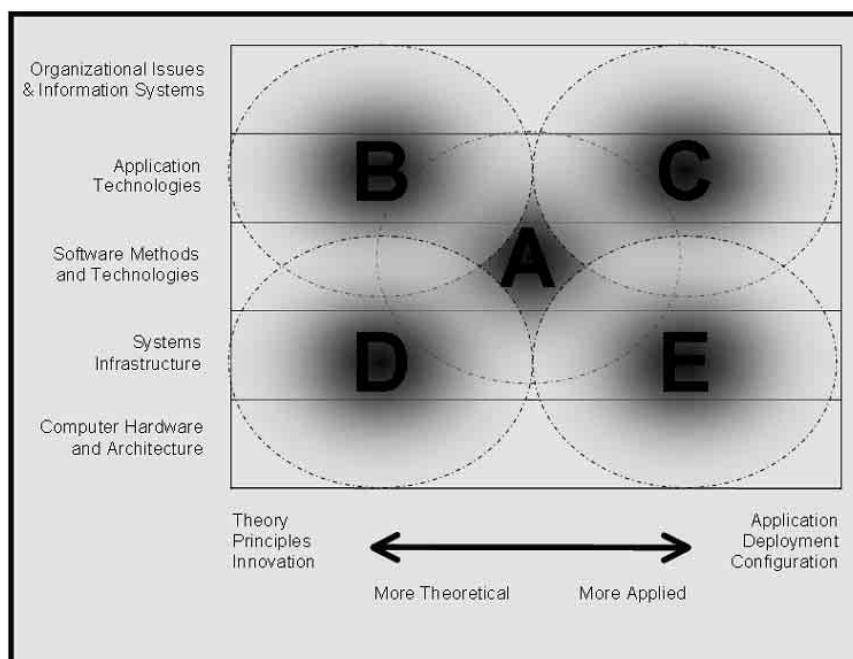 Organizational Issues
& Information Systems
Application
Technologies
Software Methods
and Technologies
Systems
Infrastructure
Computer Hardware
and Architecture
B
C
A
D
E
Theory
Principles
Innovation
Application
Deployment
Configuration
More Theoretical
More Applied